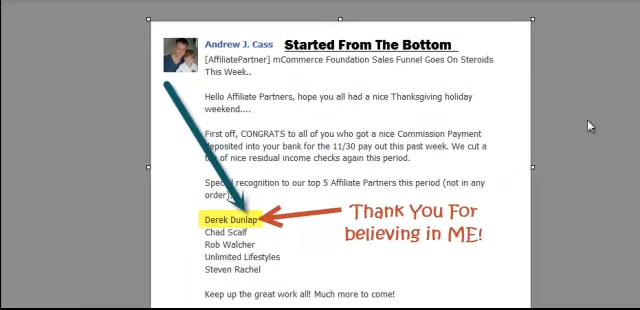 Andrew J. Cass Started From The Bottom
[AffiliatePartner] mCommerce Foundation Sales Funnel Goes On Steroids
This Week..
Hello Affiliate Partners, hope you all had a nice Thanksgiving holiday
weekend....
First off, CONGRATS to all of you who got a nice Commission Payment
deposited into your bank for the 11/30 pay out this past week. We cut a
of nice residual income checks again this period.
Special recognition to our top 5 Affiliate Partners this period (not in any
order).
Derek Dunlap
Chad Scalf
Rob Walcher
Unlimited Lifestyles
Steven Rachel
Thank You For
believing in ME!
Keep up the great work all! Much more to come!